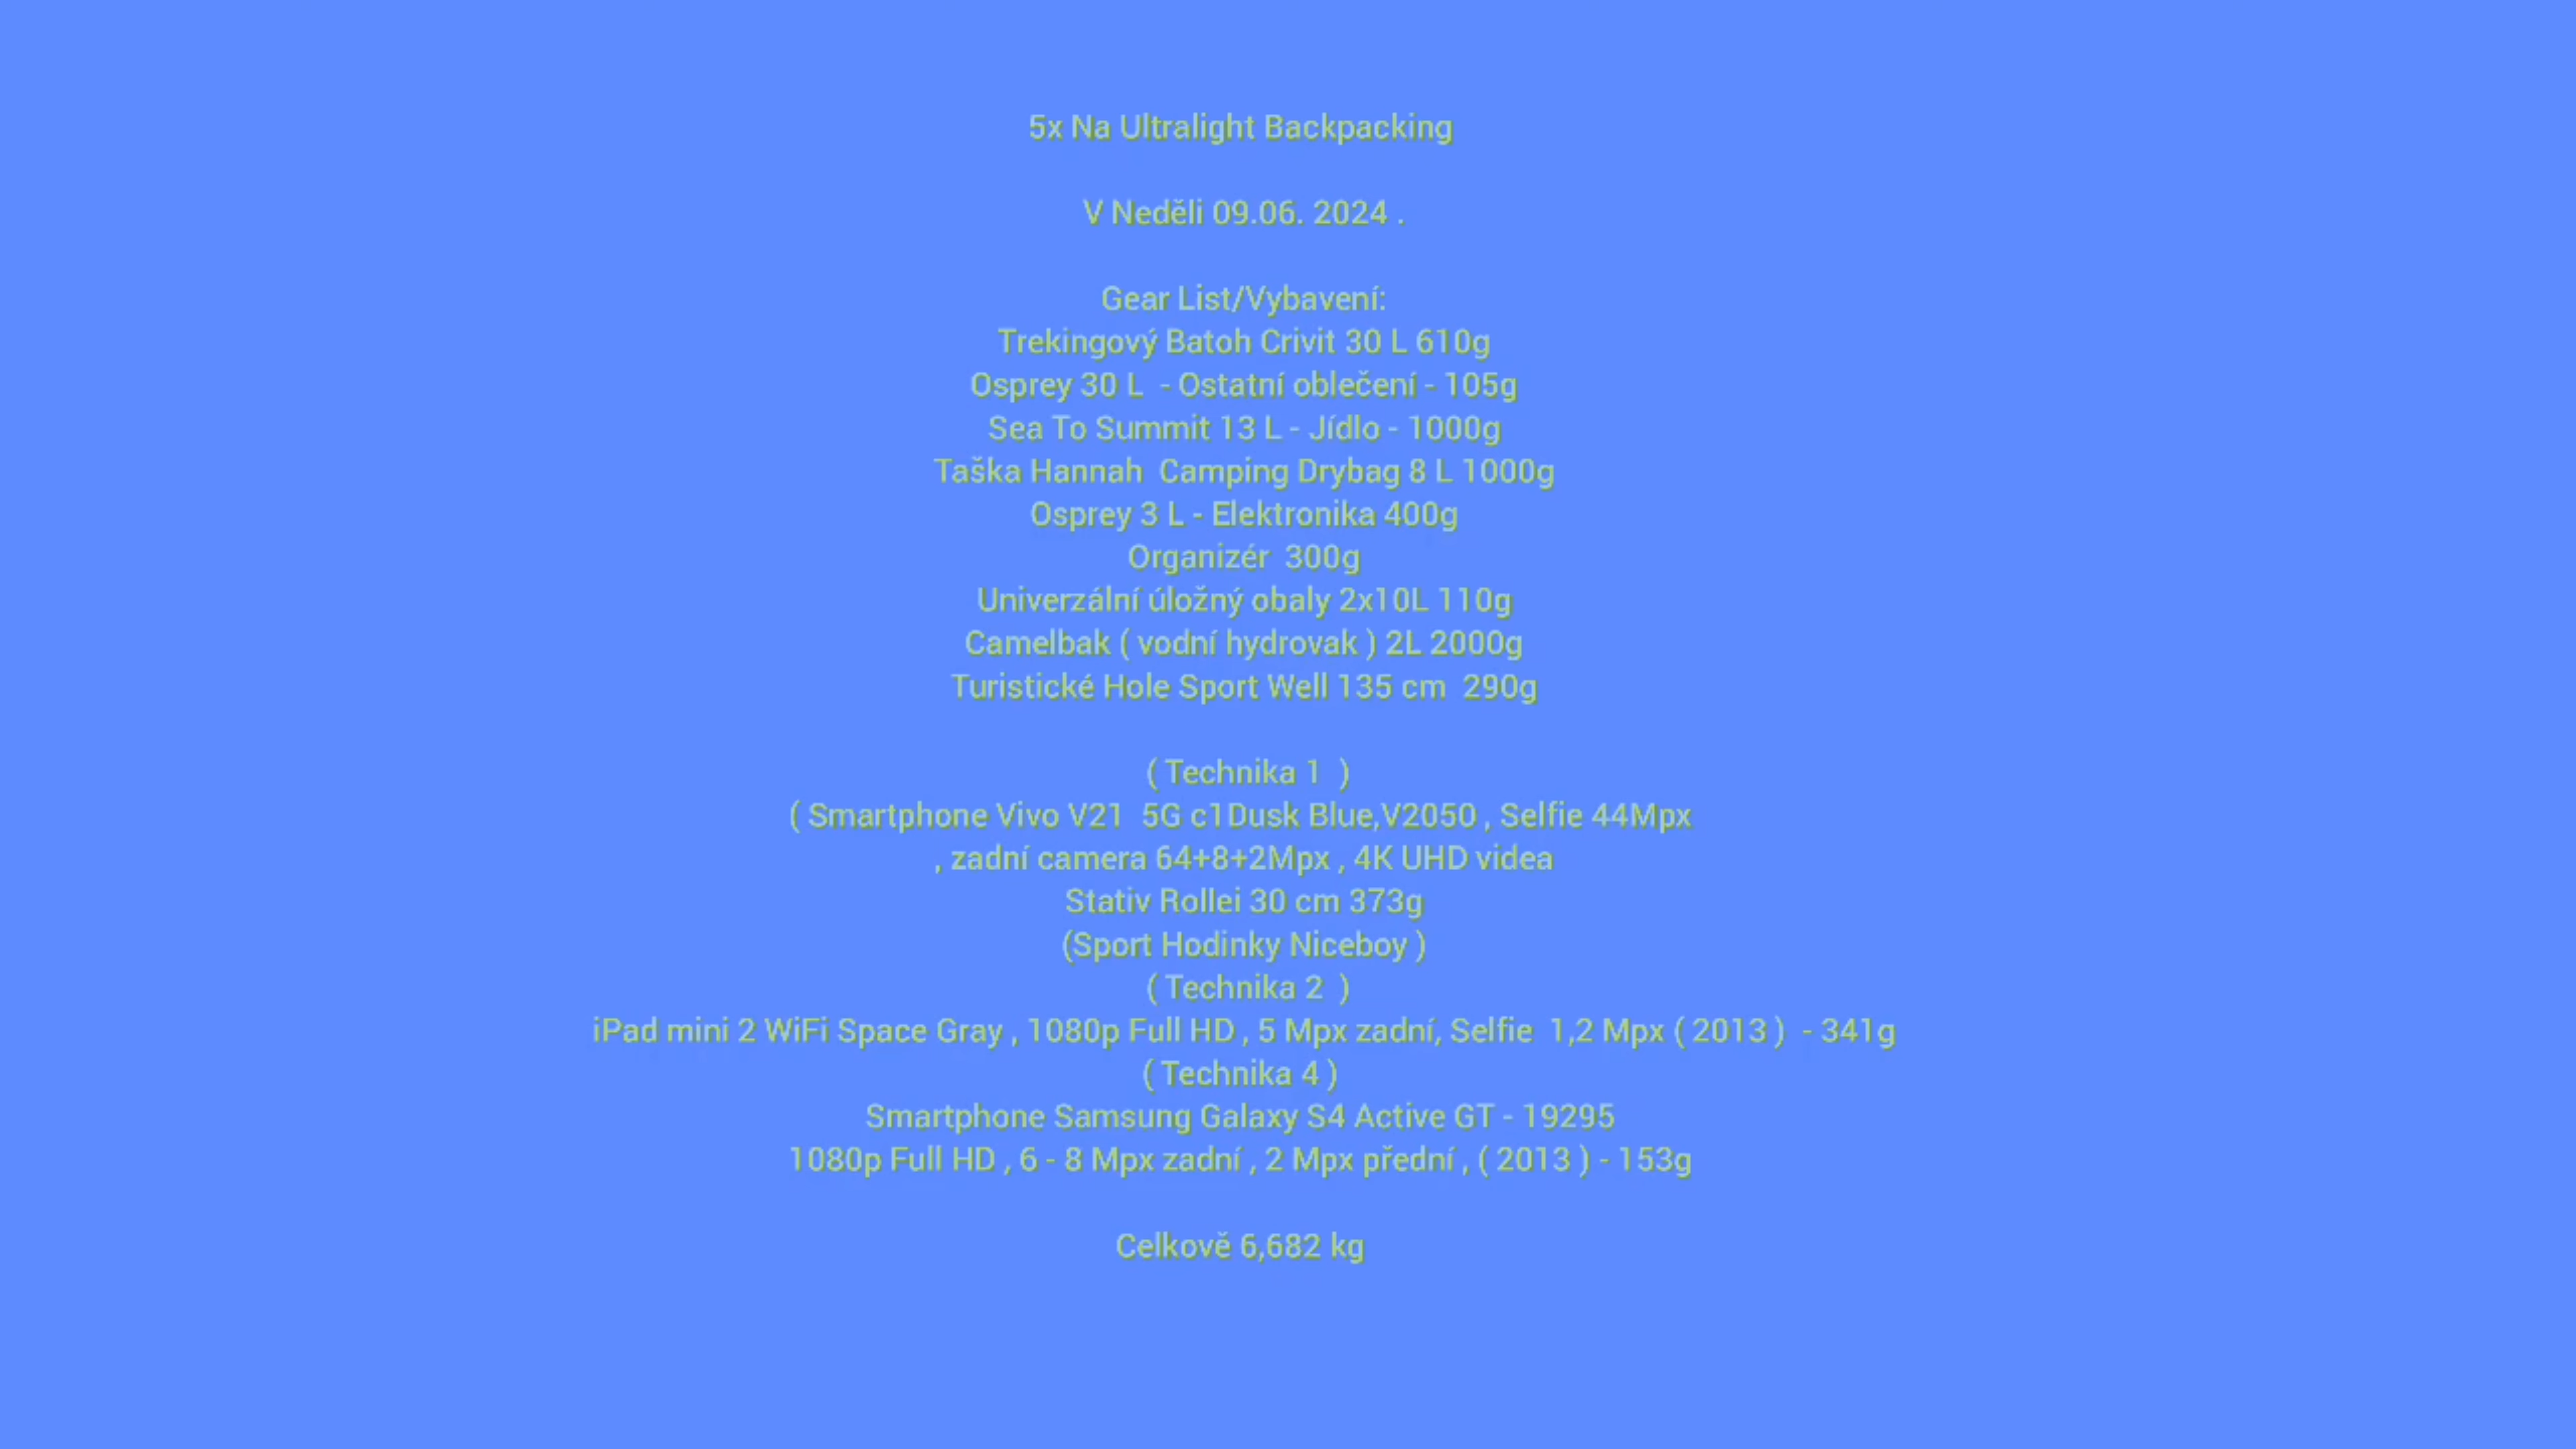 5x Na Ultralight Backpacking
V Neděli 09.06. 2024 .
Gear List/Vybavení:
Trekingový Batoh Crivit 30 L 610g
Osprey 30 L  - Ostatní oblečení - 105g
Sea To Summit 13 L - Jídlo - 1000g
Taška Hannah  Camping Drybag 8 L 1000g
Osprey 3 L - Elektronika 400g
Organizér  300g
Univerzální úložný obaly 2x10L 110g
Camelbak ( vodní hydrovak ) 2L 2000g
Turistické Hole Sport Well 135 cm  290g
( Technika 1  )
( Smartphone Vivo V21  5G c1Dusk Blue,V2050 , Selfie 44Mpx
, zadní camera 64+8+2Mpx , 4K UHD videa
Stativ Rollei 30 cm 373g
(Sport Hodinky Niceboy )
( Technika 2  )
iPad mini 2 WiFi Space Gray , 1080p Full HD , 5 Mpx zadní, Selfie  1,2 Mpx ( 2013 )  - 341g
( Technika 4 )
Smartphone Samsung Galaxy S4 Active GT - 19295
1080p Full HD , 6 - 8 Mpx zadní , 2 Mpx přední , ( 2013 ) - 153g
Celkově 6,682 kg